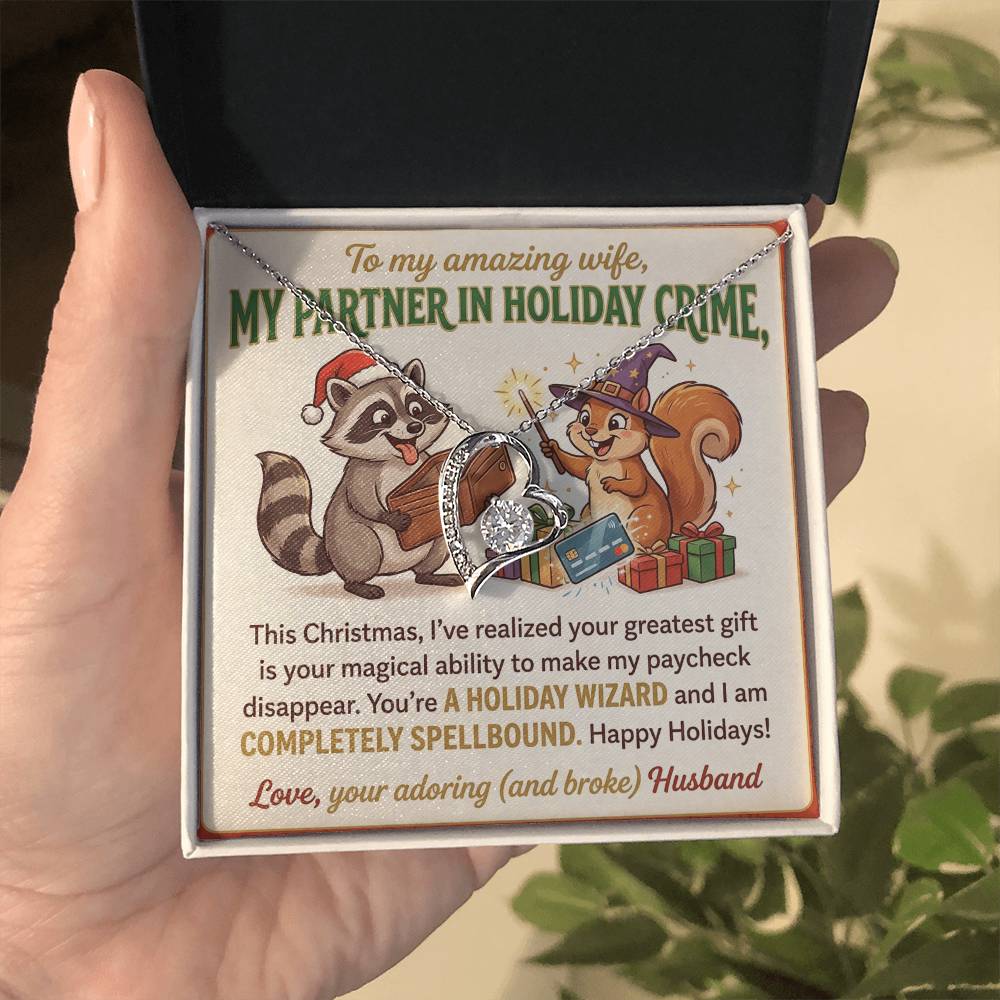 To my amazing wife,
MY PARTNER IN HOLIDAY CRIME,
This Christmas, I've realized your greatest gift
is your magical ability to make my paycheck
disappear. You're A HOLIDAY WIZARD and I am
COMPLETELY SPELLBOUND. Happy Holidays!
Love, your adoring (and broke) Husband